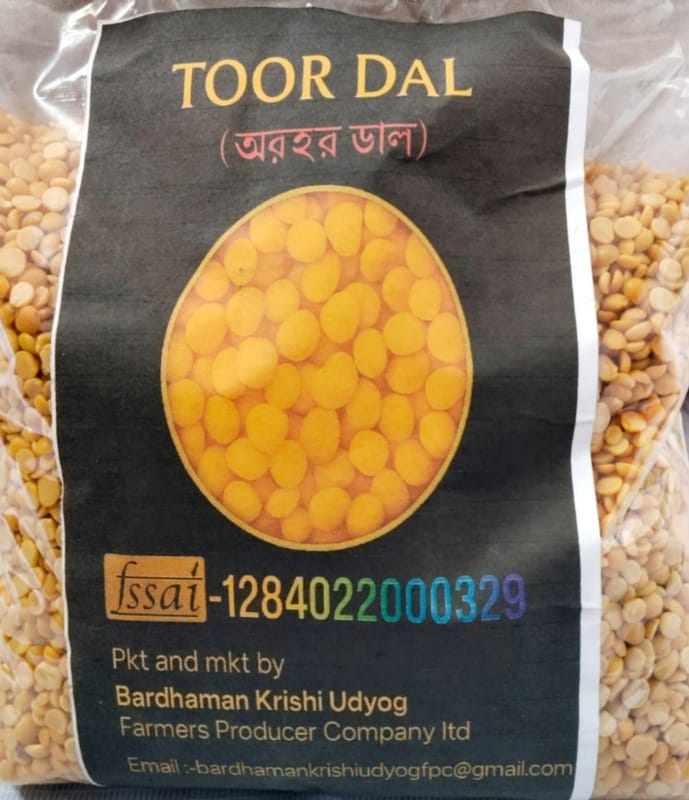 TOOR DAL
(অরহর ডাল)
fssai-1284022000329
Pkt and mkt by
Bardhaman Krishi Udyog
Farmers Producer Company ltd
Email :-bardhamankrishiudyogfpc@gmail.com